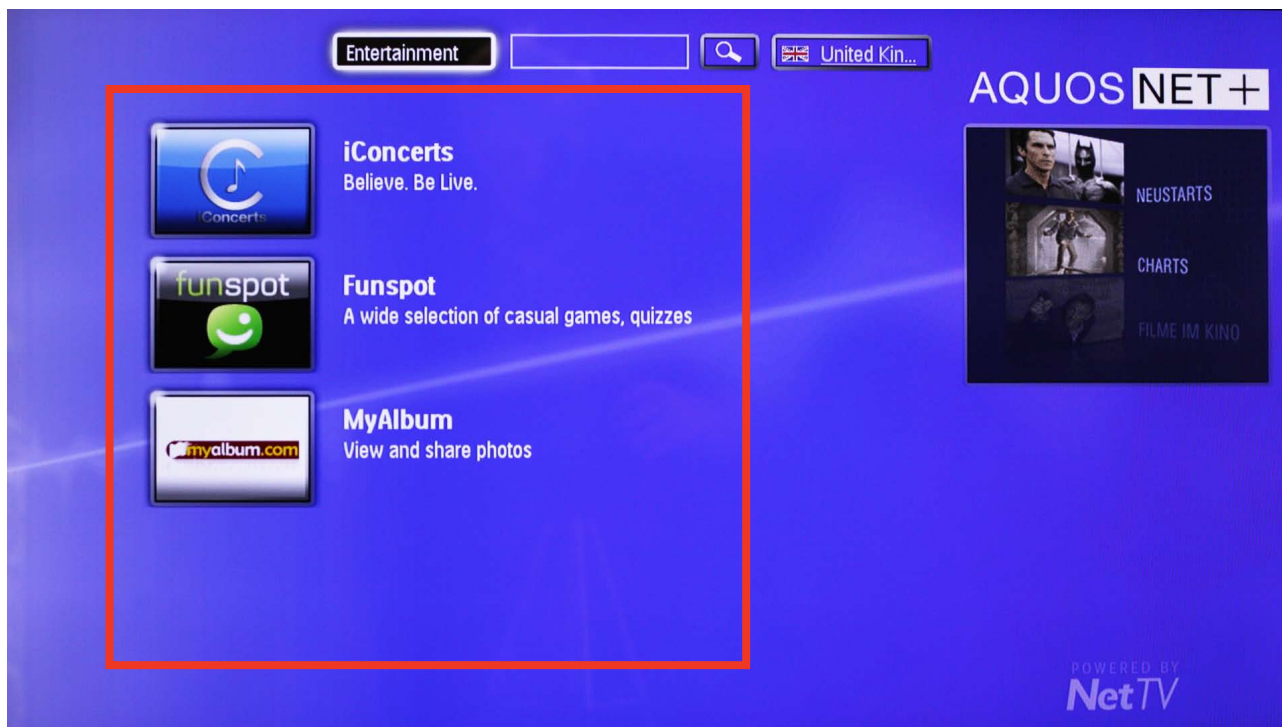 Entertainment
United Kin...
AQUOS NET+
iConcerts
Believe. Be Live.
iConcerts
NEUSTARTS
CHARTS
FILME IM KINO
funspot
Funspot
A wide selection of casual games, quizzes
myalbum.com
MyAlbum
View and share photos
POWERED BY
NetTV